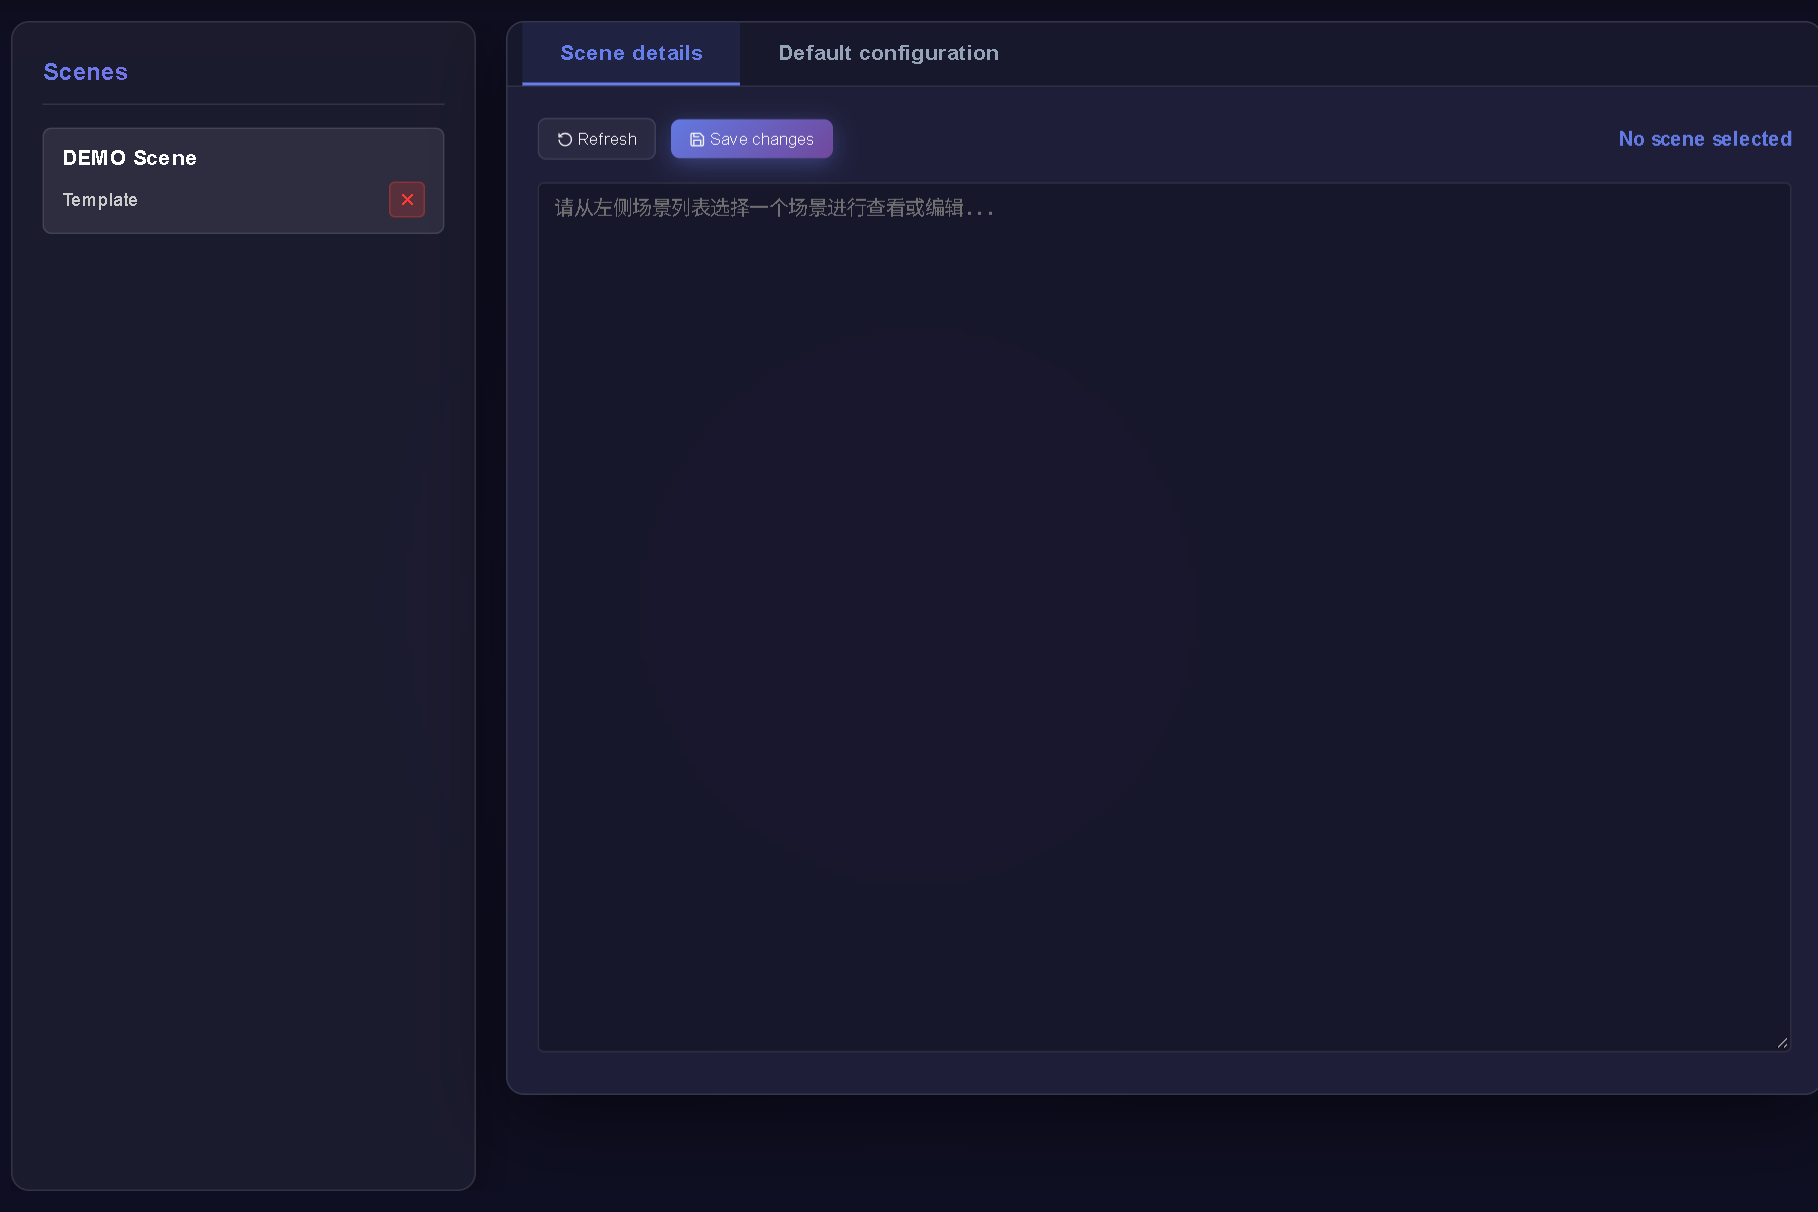 Scenes
DEMO Scene
Template
Scene details
Default configuration
Refresh
Save changes
No scene selected
请从左侧场景列表选择一个场景进行查看或编辑...